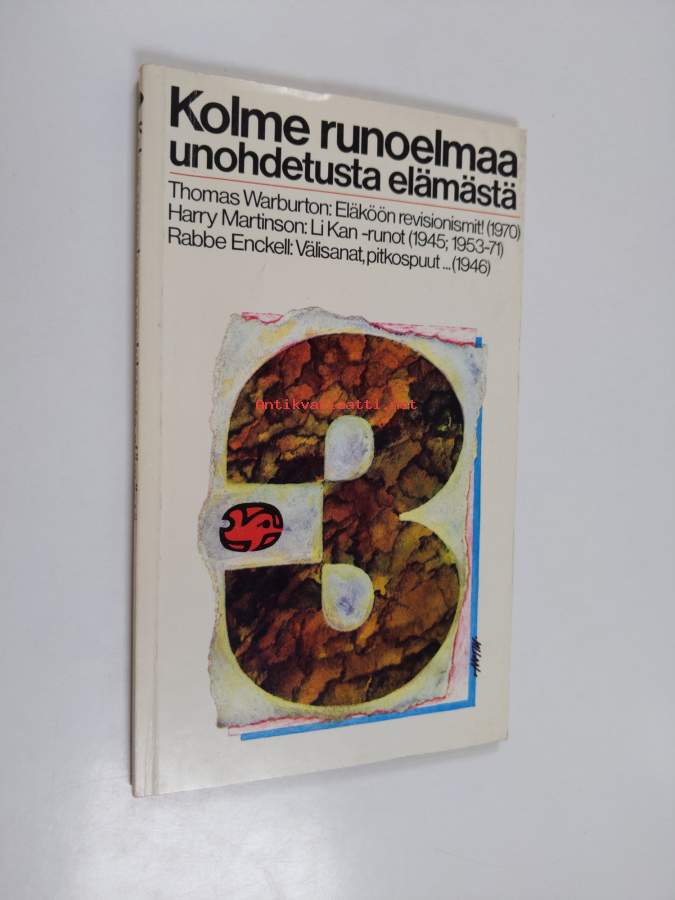 Kolme runoelmaa
unohdetusta elämästä
Thomas Warburton: Eläköön revisionismit! (1970)
Harry Martinson: Li Kan -runot (1945; 1953-71)
Rabbe Enckell: Välisanat, pitkospuut ... (1946)
Antikvariaatti.net